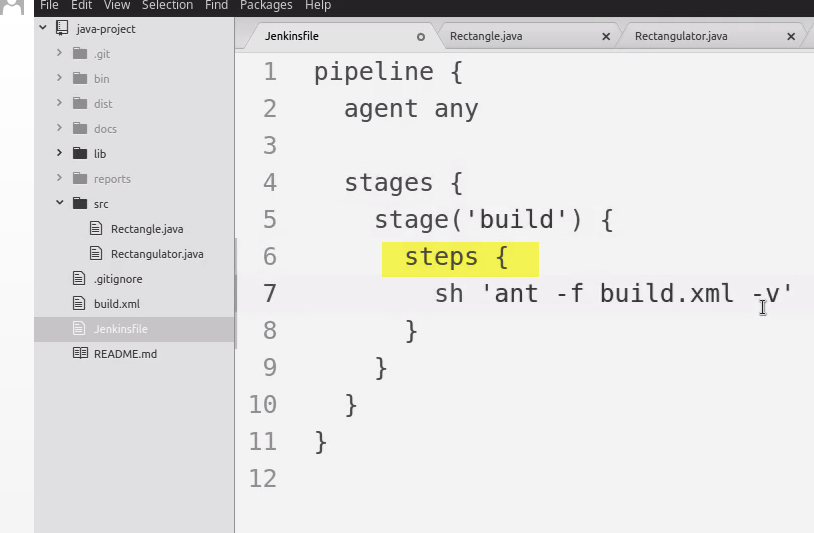 File Edit View Selection Find Packages Help
java-project
.git
bin
dist
docs
lib
reports
src
Rectangle.java
Rectangulator.java
.gitignore
build.xml
Jenkinsfile
README.md
Jenkinsfile Rectangle.java Rectangulator.java
1 pipeline {
2   agent any
3
4   stages {
5     stage('build') {
6       steps {
7         sh 'ant -f build.xml -v'
8       }
9     }
10   }
11 }
12